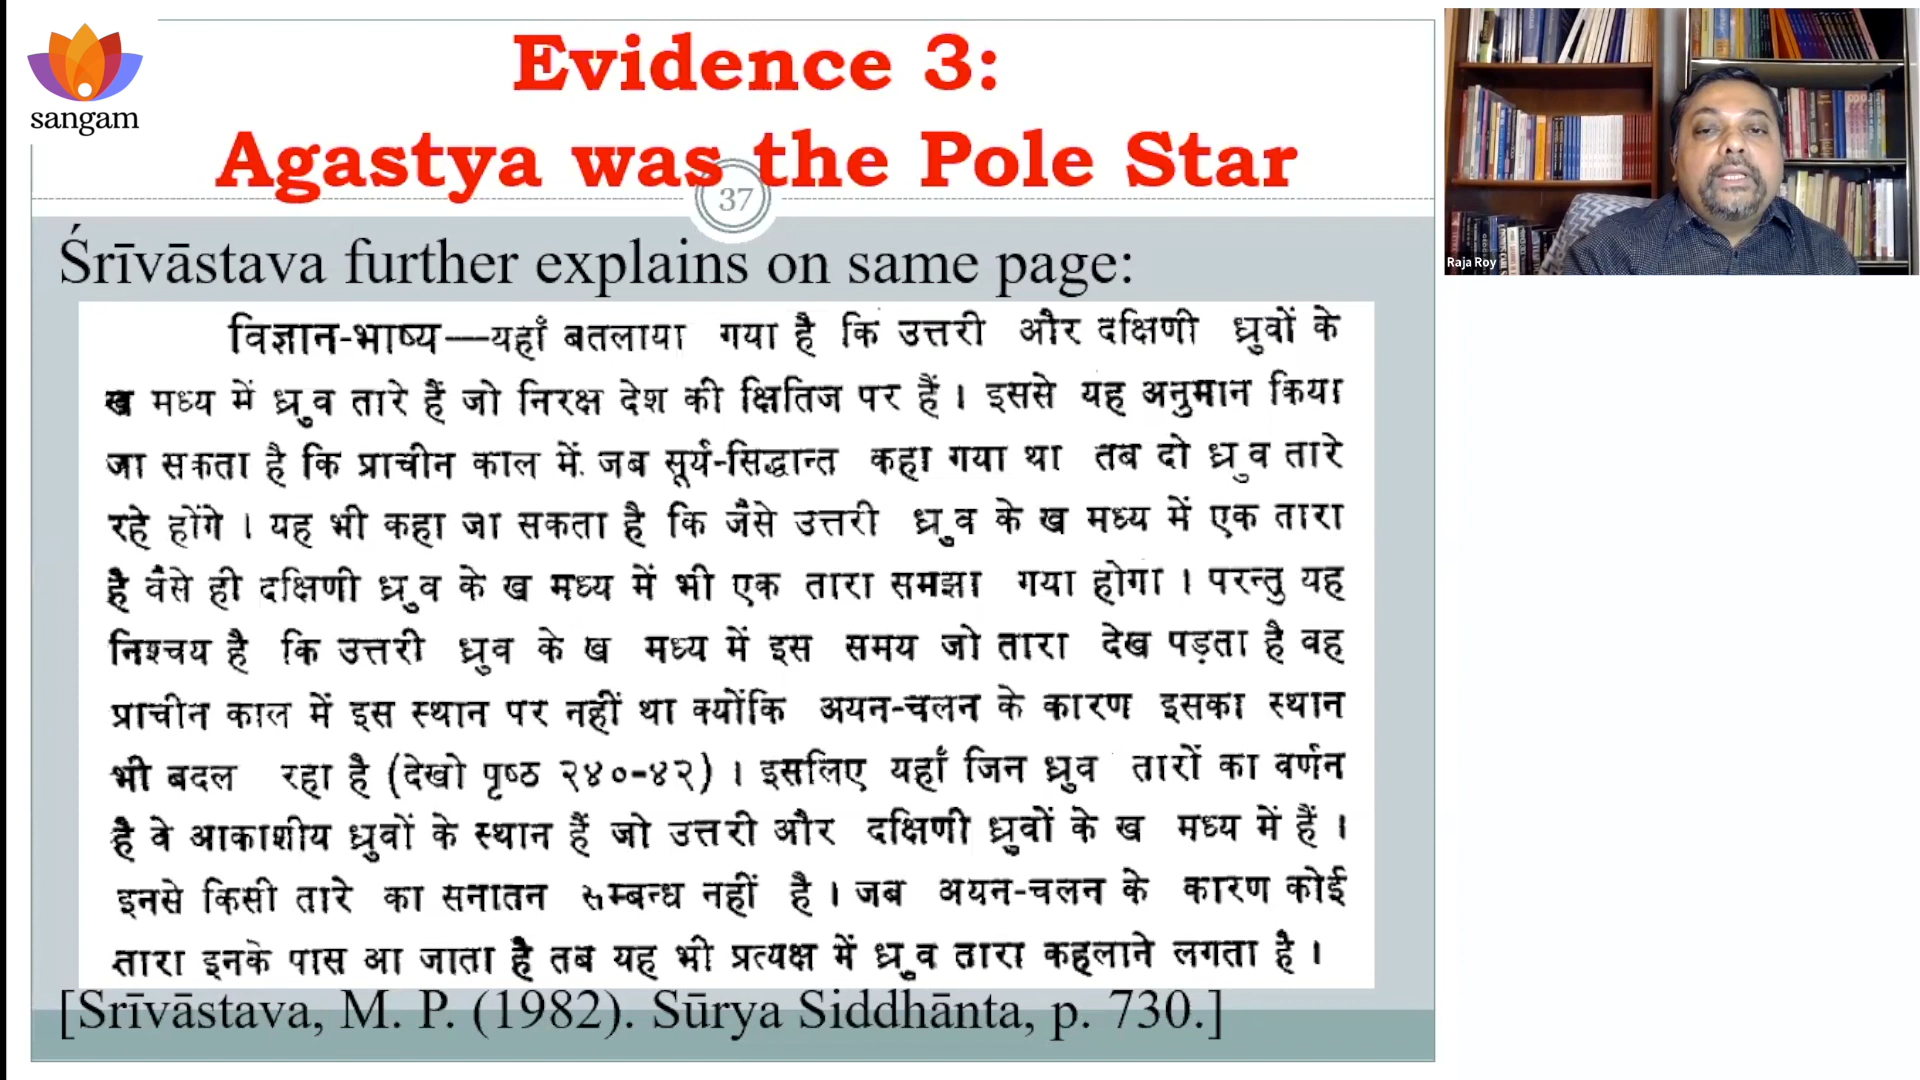 sangam
Evidence 3:
Agastya was the Pole Star
37
Śrīvāstava further explains on same page:
विज्ञान-भाष्य—यहाँ बतलाया गया है कि उत्तरी और दक्षिणी ध्रुवों के
ख मध्य में ध्रुव तारे हैं जो निरक्ष देश की क्षितिज पर हैं । इससे यह अनुमान किया
जा सकता है कि प्राचीन काल में जब सूर्य-सिद्धान्त कहा गया था तब दो ध्रुव तारे
रहे होंगे । यह भी कहा जा सकता है कि जैसे उत्तरी ध्रुव के ख मध्य में एक तारा
है वैसे ही दक्षिणी ध्रुव के ख मध्य में भी एक तारा समझा गया होगा । परन्तु यह
निश्चय है कि उत्तरी ध्रुव के ख मध्य में इस समय जो तारा देख पड़ता है वह
प्राचीन काल में इस स्थान पर नहीं था क्योंकि अयन-चलन के कारण इसका स्थान
भी बदल रहा है (देखो पृष्ठ २४०-४२) । इसलिए यहाँ जिन ध्रुव तारों का वर्णन
है वे आकाशीय ध्रुवों के स्थान हैं जो उत्तरी और दक्षिणी ध्रुवों के ख मध्य में हैं ।
इनसे किसी तारे का सनातन सम्बन्ध नहीं है । जब अयन-चलन के कारण कोई
तारा इनके पास आ जाता है तब यह भी प्रत्यक्ष में ध्रुव तारा कहलाने लगता है ।
[Srīvāstava, M. P. (1982). Sūrya Siddhānta, p. 730.]
Raja Roy